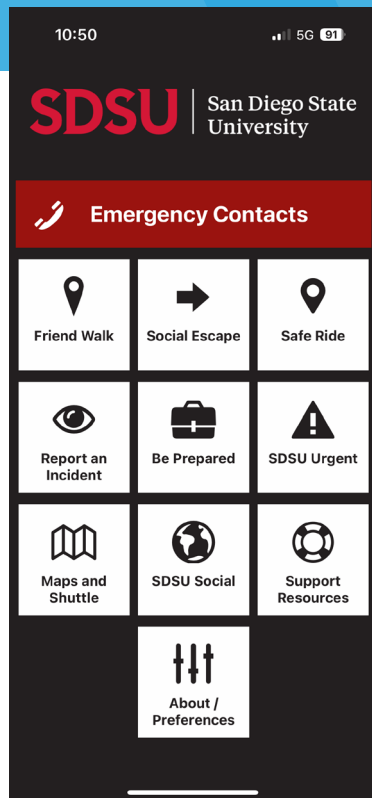 10:50
5G 91
SDSU
San Diego State
University
Emergency Contacts
Friend Walk
Social Escape
Safe Ride
Report an
Incident
Be Prepared
SDSU Urgent
Maps and
Shuttle
SDSU Social
Support
Resources
About /
Preferences